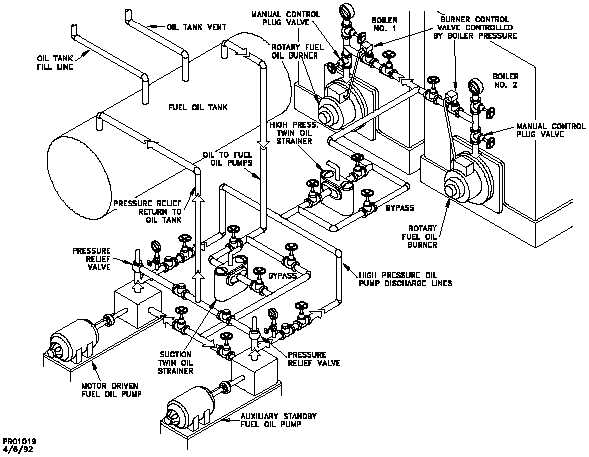 OIL TANK VENT
MANUAL CONTROL
PLUG VALVE
BOILER
NO. 1
BURNER CONTROL
VALVE CONTROLLED
BY BOILER PRESSURE
OIL TANK
FILL LINE
ROTARY FUEL
OIL BURNER
BOILER
NO. 2
FUEL OIL TANK
HIGH PRESS.
TWIN OIL
STRAINER
MANUAL CONTROL
PLUG VALVE
OIL TO FUEL
OIL PUMPS
PRESSURE RELIEF
RETURN TO
OIL TANK
BYPASS
ROTARY
FUEL OIL
BURNER
PRESSURE
RELIEF
VALVE
BYPASS
HIGH PRESSURE OIL
PUMP DISCHARGE LINES
SUCTION
TWIN OIL
STRAINER
PRESSURE
RELIEF VALVE
MOTOR DRIVEN
FUEL OIL PUMP
AUXILIARY STANDBY
FUEL OIL PUMP
PR01019
4/6/92